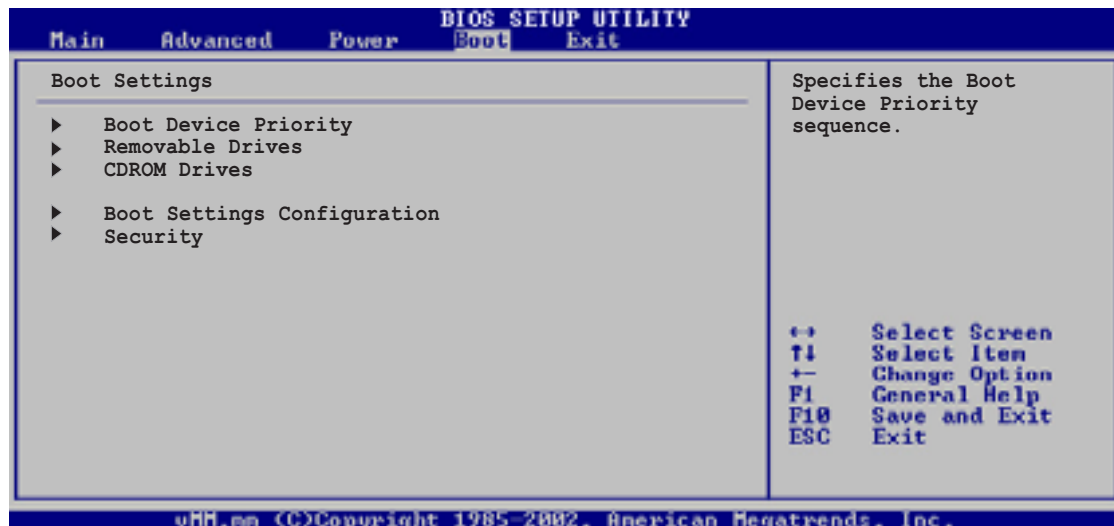 BIOS SETUP UTILITY
Main Advanced Power Boot Exit
Boot Settings
Boot Device Priority
Removable Drives
CDROM Drives
Boot Settings Configuration
Security
Specifies the Boot
Device Priority
sequence.
←→ Select Screen
↑↓ Select Item
+- Change Option
F1 General Help
F10 Save and Exit
ESC Exit
vMM.mm (C)Copyright 1985-2002, American Megatrends, Inc.